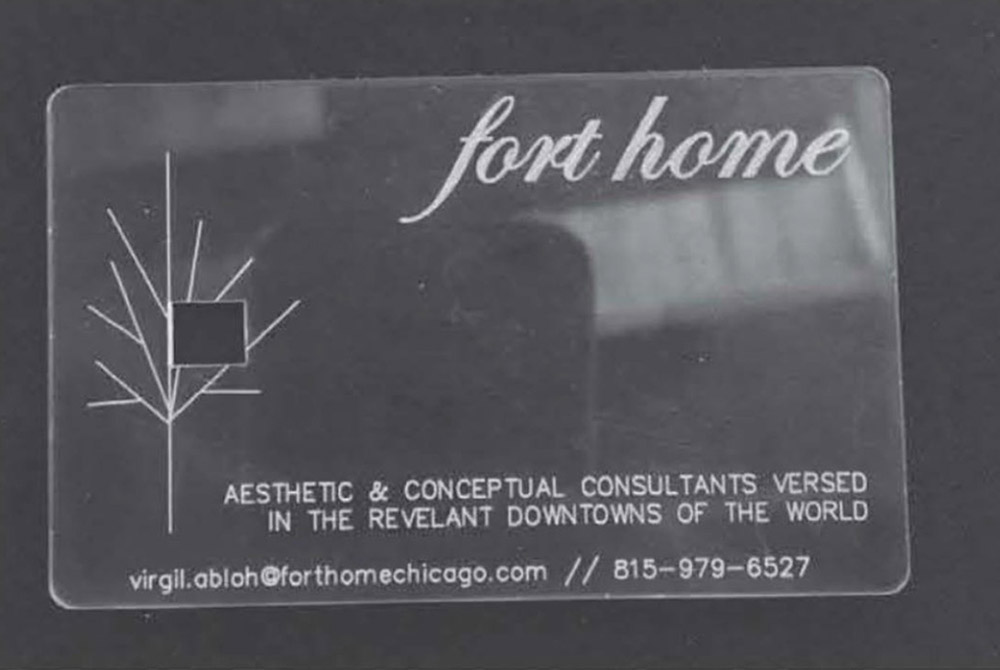 fort home
AESTHETIC & CONCEPTUAL CONSULTANTS VERSED
IN THE REVELANT DOWNTOWNS OF THE WORLD
virgil.abloh@forthomechicago.com // 815-979-6527